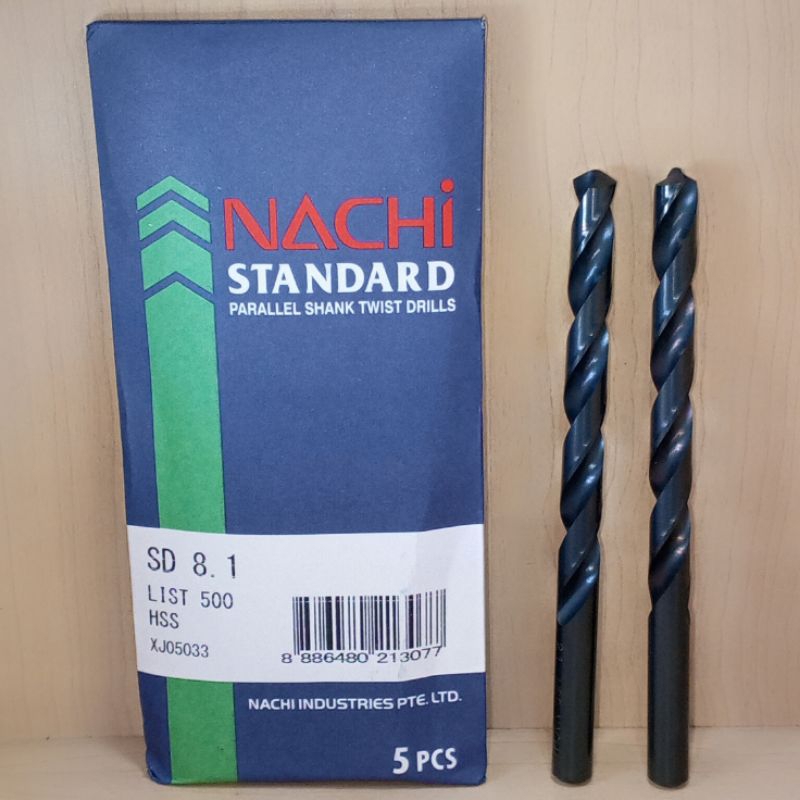 NACHi
STANDARD
PARALLEL SHANK TWIST DRILLS
SD 8.1
LIST 500
HSS
XJ05033
8 886480 213077
NACHI INDUSTRIES PTE. LTD.
5 PCS